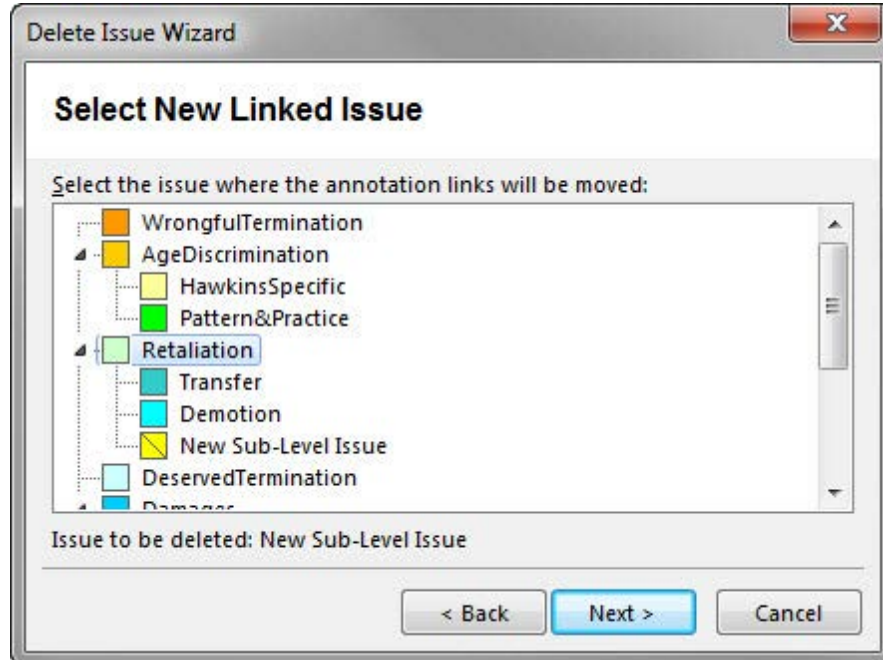 Delete Issue Wizard
Select New Linked Issue
Select the issue where the annotation links will be moved:
WrongfulTermination
AgeDiscrimination
HawkinsSpecific
Pattern&Practice
Retaliation
Transfer
Demotion
New Sub-Level Issue
DeservedTermination
Damages
Issue to be deleted: New Sub-Level Issue
< Back
Next >
Cancel